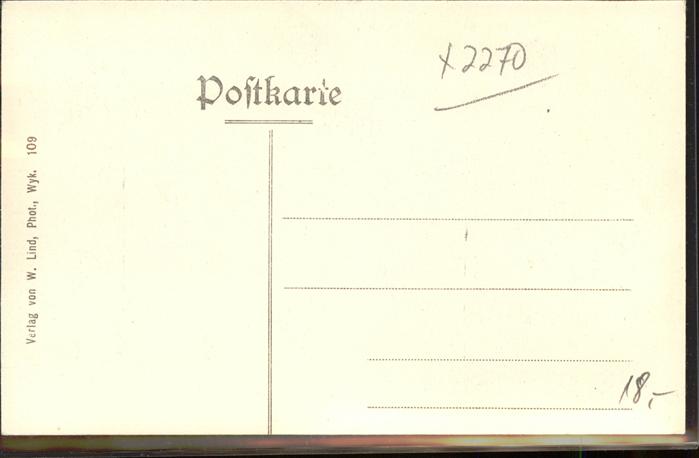 x2270
Postkarte
Verlag von W. Lind, Phot., Wyk. 109
18,-